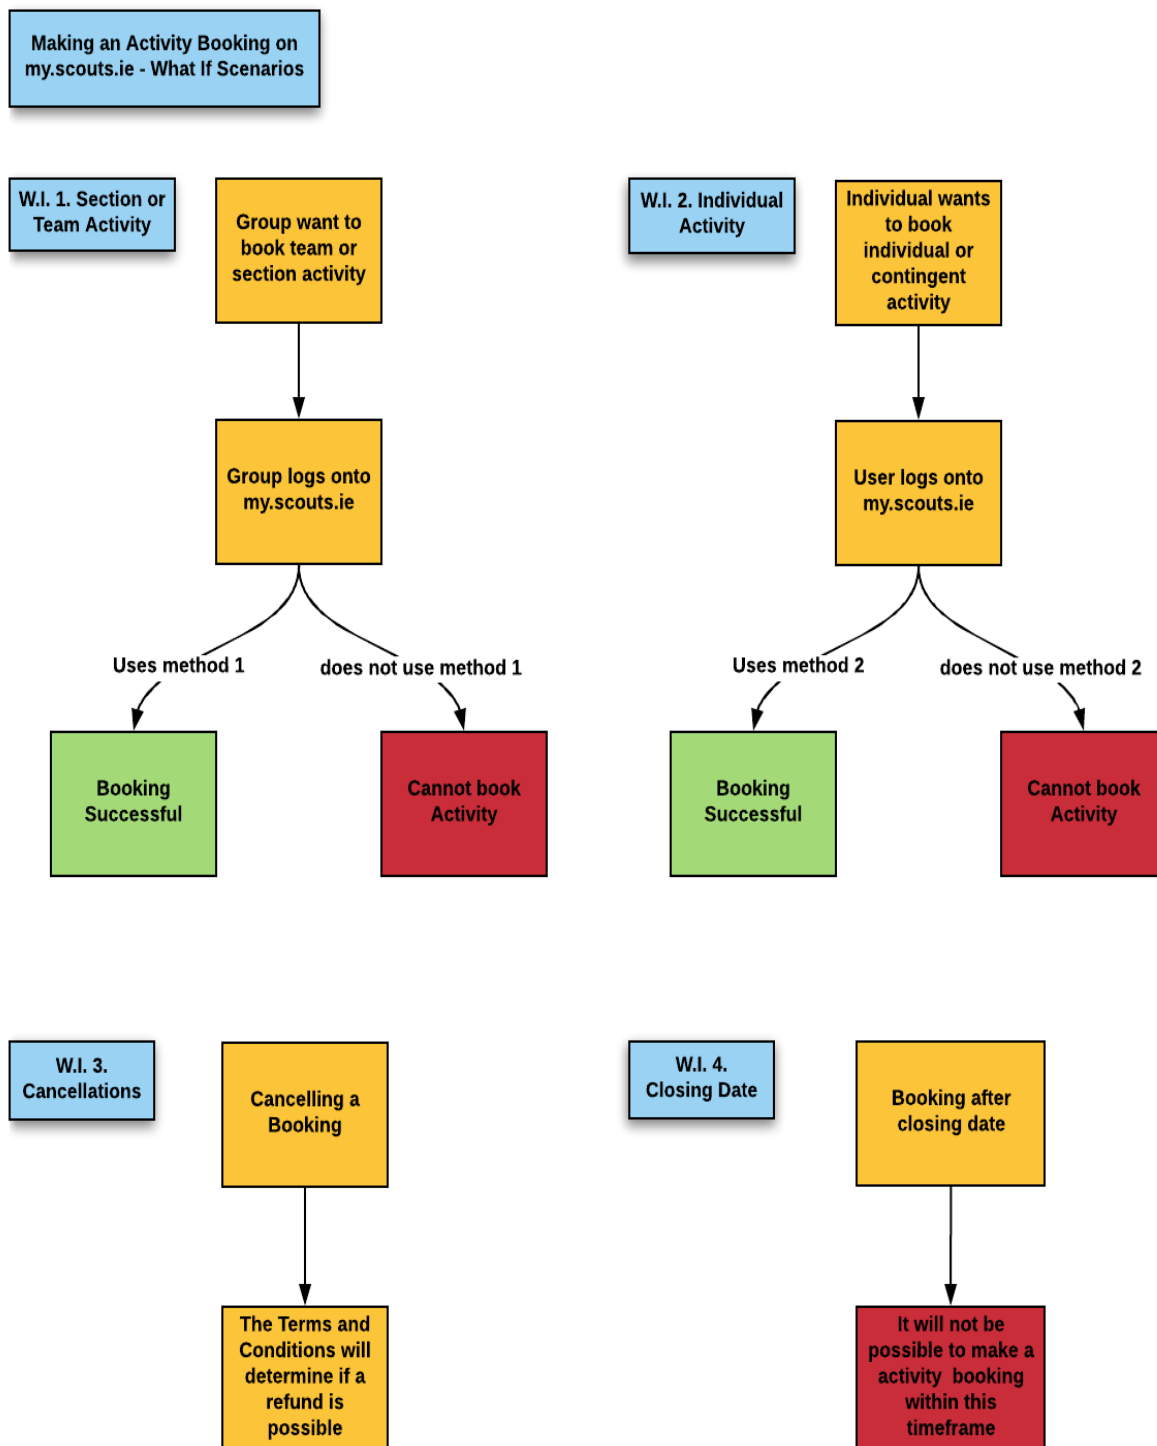 Making an Activity Booking on
my.scouts.ie - What If Scenarios
W.I. 1. Section or
Team Activity
Group want to
book team or
section activity
Group logs onto
my.scouts.ie
Uses method 1
does not use method 1
Booking
Successful
Cannot book
Activity
W.I. 2. Individual
Activity
Individual wants
to book
individual or
contingent
activity
User logs onto
my.scouts.ie
Uses method 2
does not use method 2
Booking
Successful
Cannot book
Activity
W.I. 3.
Cancellations
Cancelling a
Booking
The Terms and
Conditions will
determine if a
refund is
possible
W.I. 4.
Closing Date
Booking after
closing date
It will not be
possible to make a
activity  booking
within this
timeframe